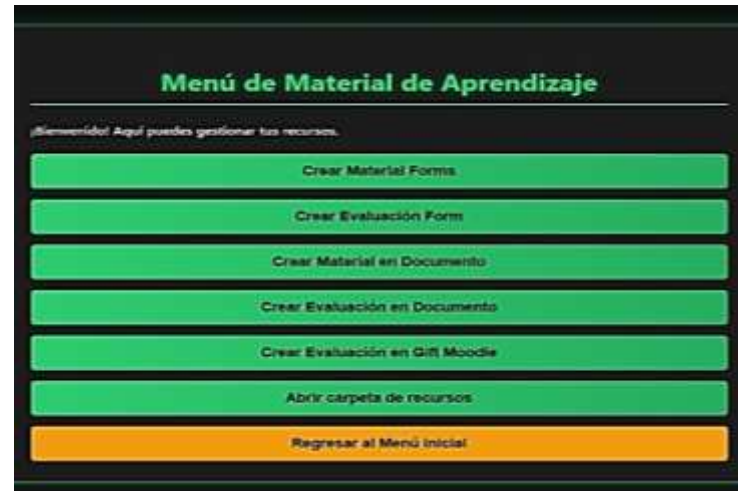 Menú de Material de Aprendizaje
¡Bienvenido! Aquí puedes gestionar tus recursos.
Crear Material Forms
Crear Evaluación Form
Crear Material en Documento
Crear Evaluación en Documento
Crear Evaluación en Gift Moodle
Abrir carpeta de recursos
Regresar al Menú Inicial